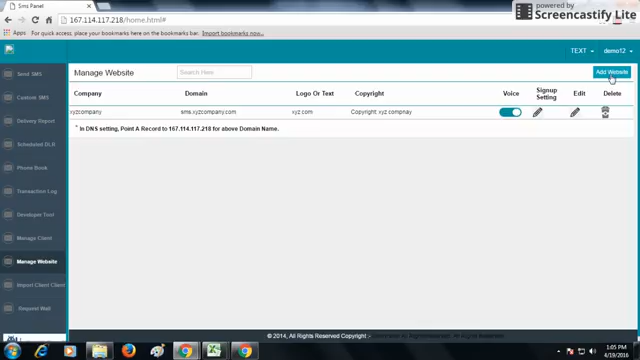 Sms Panel
powered by
Screencastify Lite
167.114.117.218/home.html#
Apps For quick access, place your bookmarks here on the bookmarks bar. Import bookmarks now...
TEXT demo12
Send SMS
Custom SMS
Delivery Report
Scheduled DLR
Phone Book
Transaction Log
Developer Tool
Manage Client
Manage Website
Import Client Client
Request Wall
Manage Website Search Here Add Website
Company Domain Logo Or Text Copyright Voice Signup Setting Edit Delete
xyzcompany sms.xyzcompany.com xyz.com Copyright: xyz compnay
* In DNS setting, Point A Record to 167.114.117.218 for above Domain Name.
© 2014, All Rights Reserved Copyright -
1:05 PM
4/19/2016